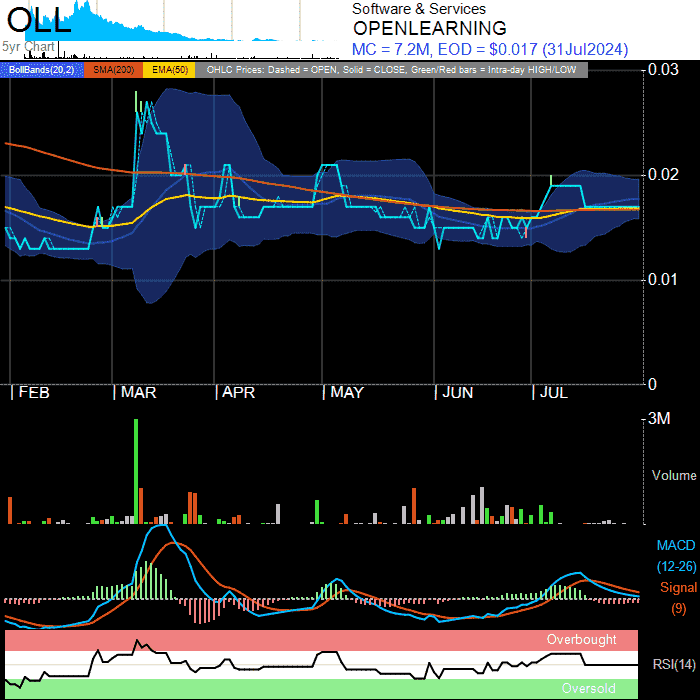 OLL
5yr Chart
Software & Services
OPENLEARNING
MC = 7.2M, EOD = $0.017 (31Jul2024)
BollBands(20,2) SMA(200) EMA(50) OHLC Prices: Dashed = OPEN, Solid = CLOSE, Green/Red bars = Intra-day HIGH/LOW
0.03
0.02
0.01
0
FEB MAR APR MAY JUN JUL
3M
Volume
MACD
(12-26)
Signal
(9)
Overbought
RSI(14)
Oversold